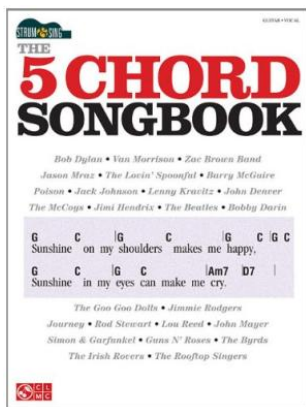 GUITAR • VOCAL
STRUM & SING
THE
5 CHORD
SONGBOOK
Bob Dylan • Van Morrison • Zac Brown Band
Jason Mraz • The Lovin' Spoonful • Barry McGuire
Poison • Jack Johnson • Lenny Kravitz • John Denver
The McCoys • Jimi Hendrix • The Beatles • Bobby Darin
G C |G C |G C |G C
Sunshine on my shoulders makes me happy,
G C |G C |Am7 |D7 |
Sunshine in my eyes can make me cry.
The Goo Goo Dolls • Jimmie Rodgers
Journey • Rod Stewart • Lou Reed • John Mayer
Simon & Garfunkel • Guns N' Roses • The Byrds
The Irish Rovers • The Rooftop Singers
CL
MC